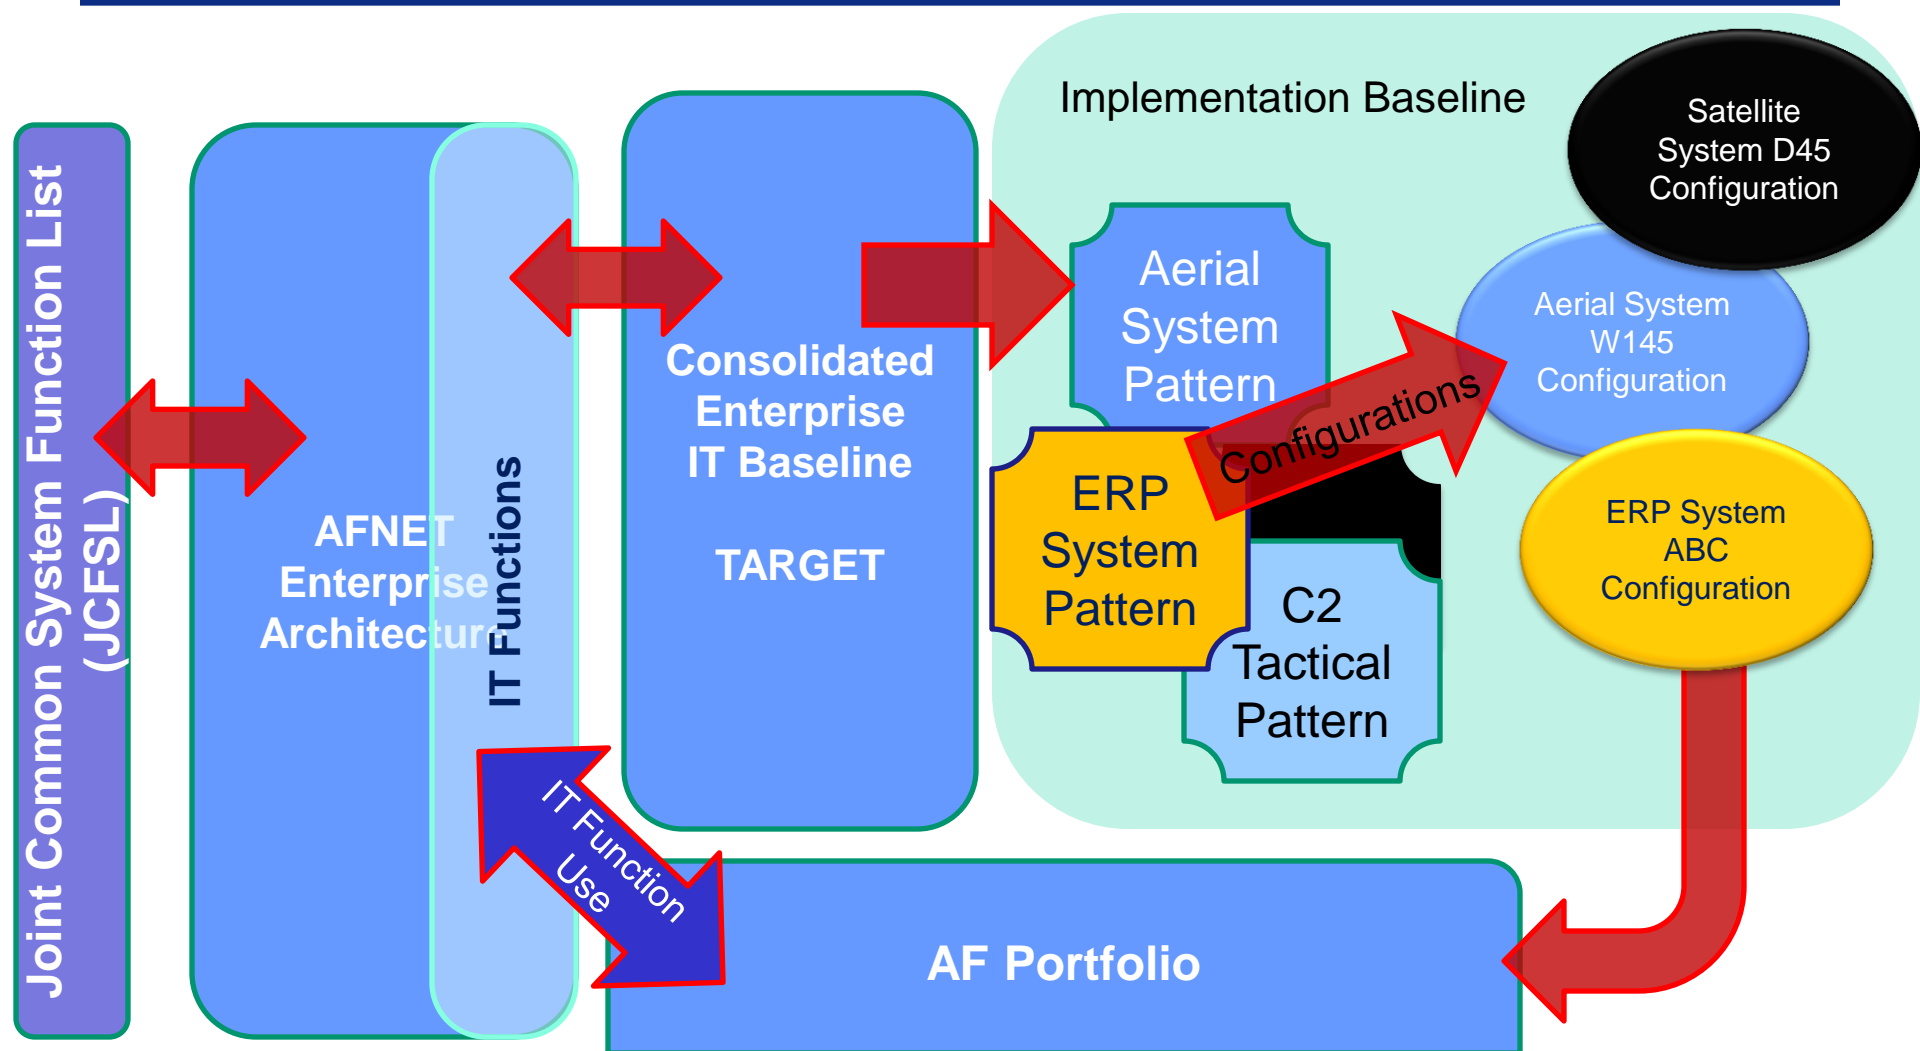 Joint Common System Function List
(JCFSL)
AFNET
Enterprise
Architecture
IT Functions
Consolidated
Enterprise
IT Baseline
TARGET
Implementation Baseline
Aerial
System
Pattern
ERP
System
Pattern
C2
Tactical
Pattern
Configurations
Satellite
System D45
Configuration
Aerial System
W145
Configuration
ERP System
ABC
Configuration
IT Function
Use
AF Portfolio